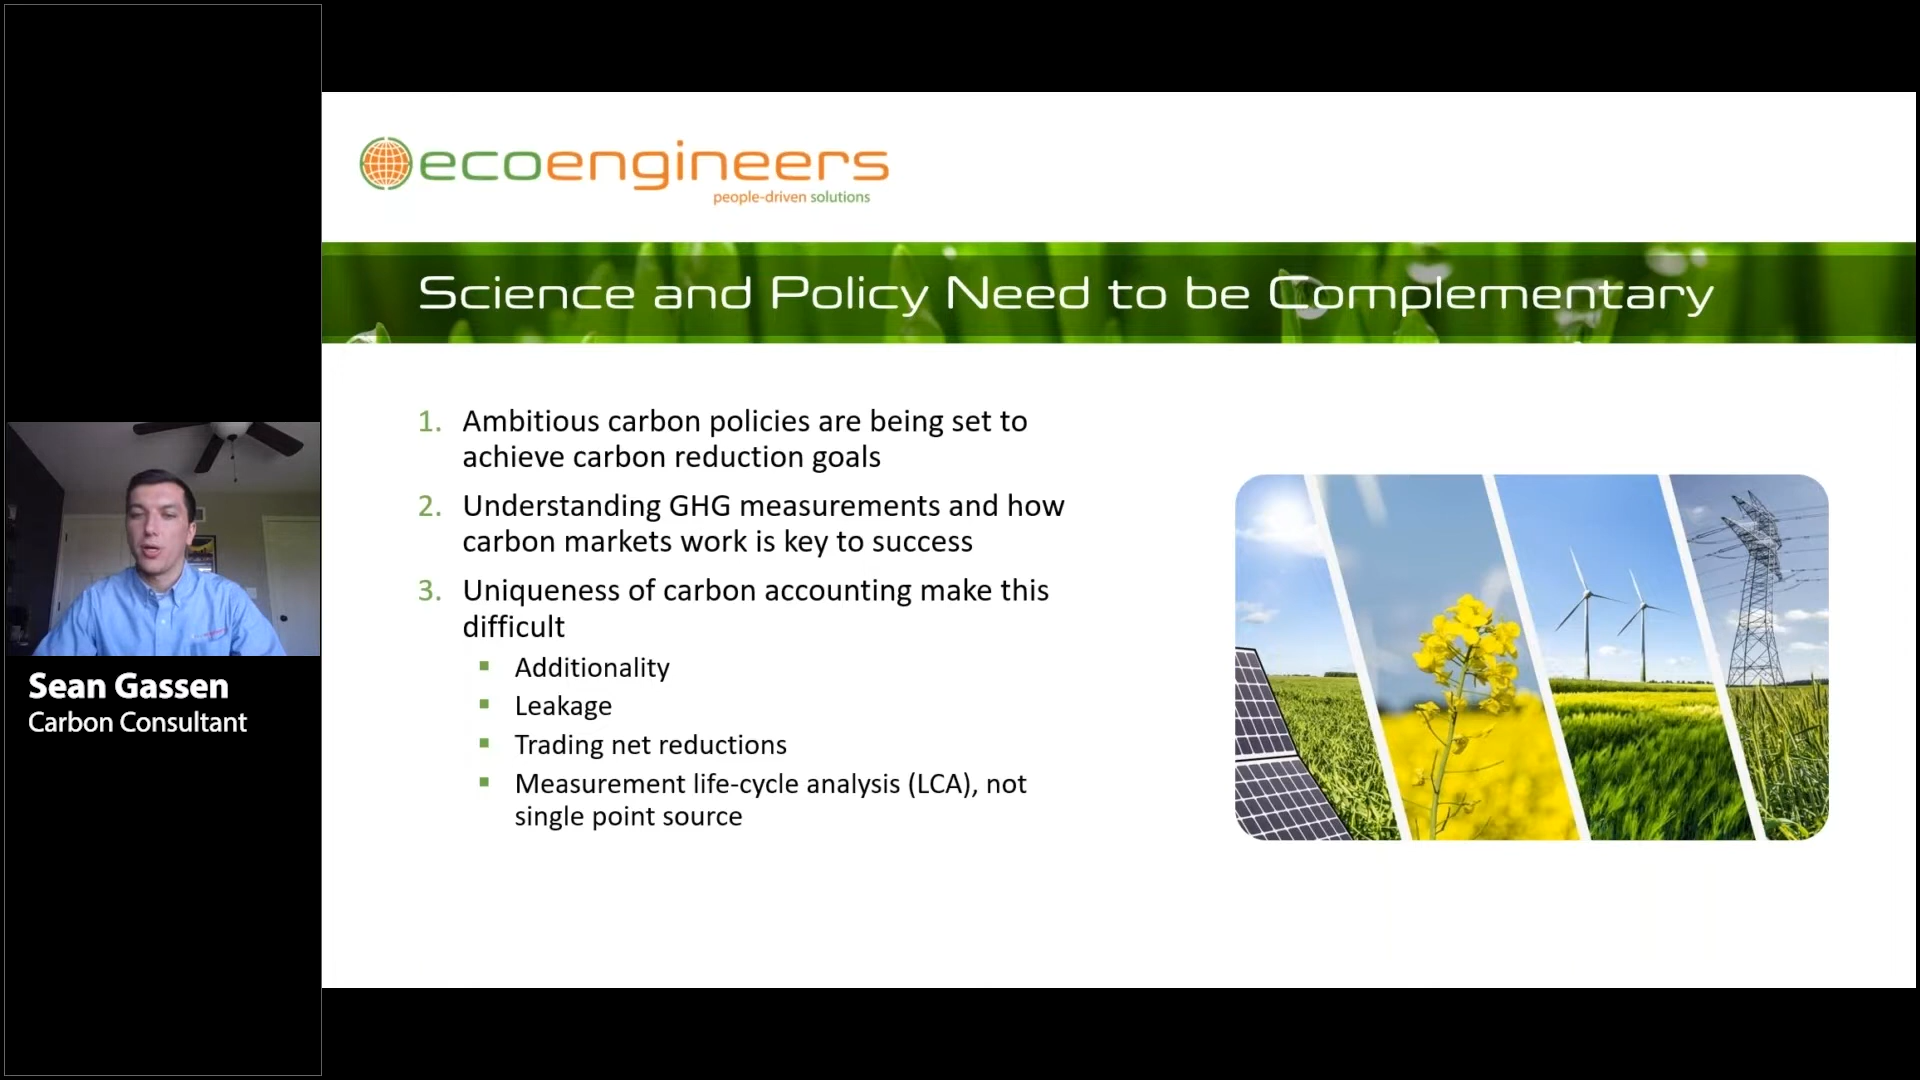 ecoengineers
people-driven solutions
Science and Policy Need to be Complementary
1. Ambitious carbon policies are being set to
achieve carbon reduction goals
2. Understanding GHG measurements and how
carbon markets work is key to success
3. Uniqueness of carbon accounting make this
difficult
▪ Additionality
▪ Leakage
▪ Trading net reductions
▪ Measurement life-cycle analysis (LCA), not
single point source
Sean Gassen
Carbon Consultant